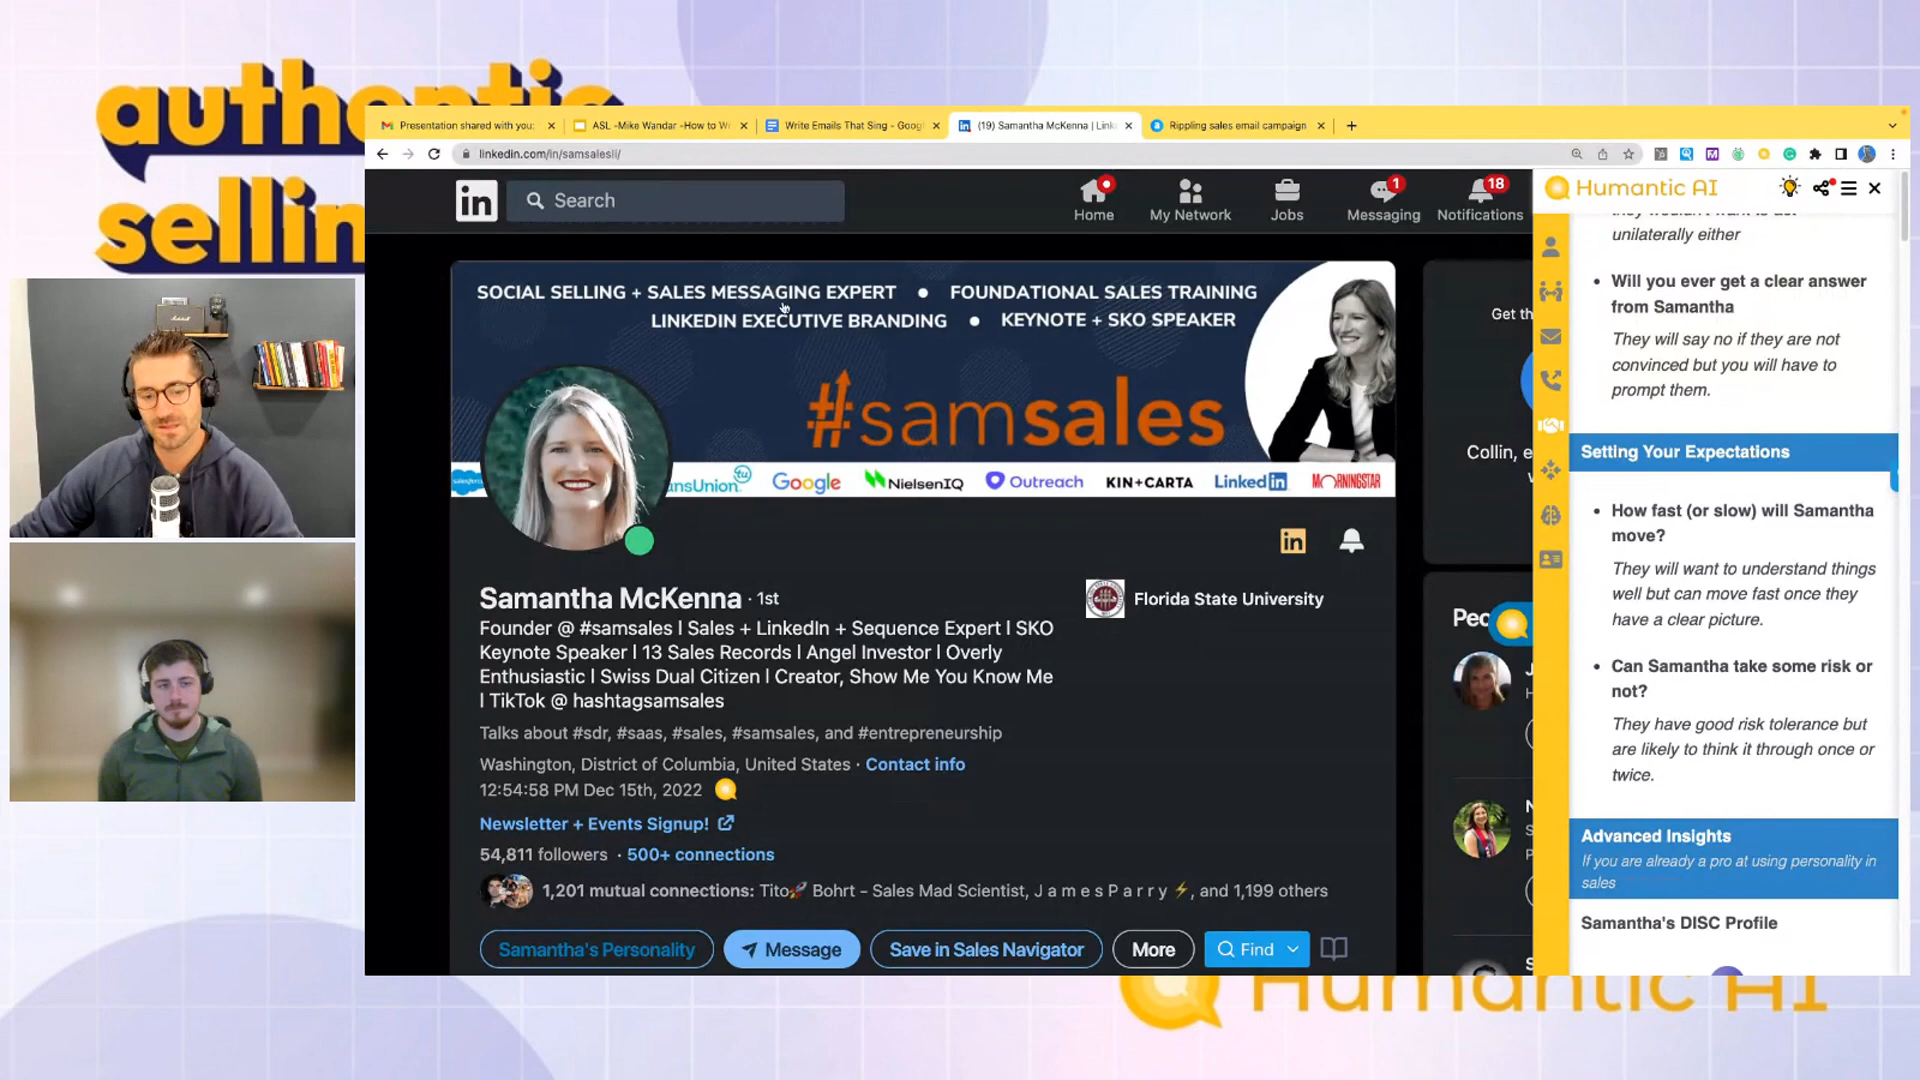 authentic
selling
Presentation shared with you:
ASL -Mike Wandar -How to W
Write Emails That Sing - Goog
(19) Samantha McKenna | Link
Rippling sales email campaign
linkedin.com/in/samsalesli/
in
Search
Home
My Network
Jobs
1
Messaging
18
Notifications
Humantic AI
unilaterally either
• Will you ever get a clear answer
from Samantha
They will say no if they are not
convinced but you will have to
prompt them.
Setting Your Expectations
• How fast (or slow) will Samantha
move?
They will want to understand things
well but can move fast once they
have a clear picture.
• Can Samantha take some risk or
not?
They have good risk tolerance but
are likely to think it through once or
twice.
Advanced Insights
If you are already a pro at using personality in
sales
Samantha's DISC Profile
SOCIAL SELLING + SALES MESSAGING EXPERT ● FOUNDATIONAL SALES TRAINING
LINKEDIN EXECUTIVE BRANDING ● KEYNOTE + SKO SPEAKER
#samsales
salesforce
ansUnion
tu
Google
NielsenIQ
Outreach
KIN+CARTA
LinkedIn
MORNINGSTAR
in
Samantha McKenna · 1st
Founder @ #samsales l Sales + LinkedIn + Sequence Expert l SKO
Keynote Speaker l 13 Sales Records l Angel Investor l Overly
Enthusiastic l Swiss Dual Citizen l Creator, Show Me You Know Me
l TikTok @ hashtagsamsales
Florida State University
Talks about #sdr, #saas, #sales, #samsales, and #entrepreneurship
Washington, District of Columbia, United States · Contact info
12:54:58 PM Dec 15th, 2022
Newsletter + Events Signup!
54,811 followers · 500+ connections
1,201 mutual connections: Tito🚀 Bohrt - Sales Mad Scientist, J a m e s P a r r y ⚡, and 1,199 others
Samantha's Personality
Message
Save in Sales Navigator
More
Find
Get th
Collin, e
Peo
Humantic AI